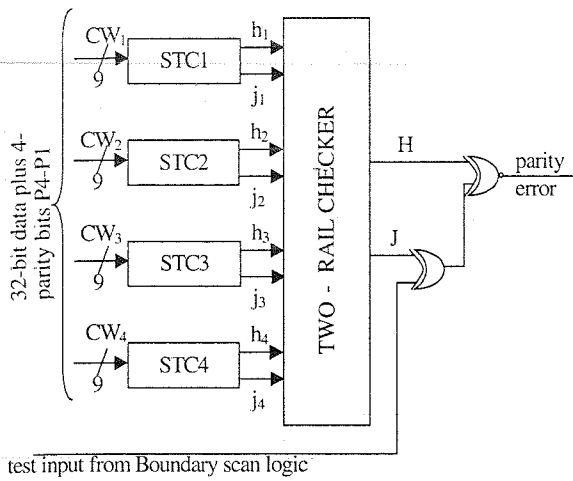 CW1
9
STC1
h1
j1
CW2
9
STC2
h2
j2
CW3
9
STC3
h3
j3
CW4
9
STC4
h4
j4
32-bit data plus 4-
parity bits P4-P1
TWO - RAIL CHECKER
H
J
parity
error
test input from Boundary scan logic